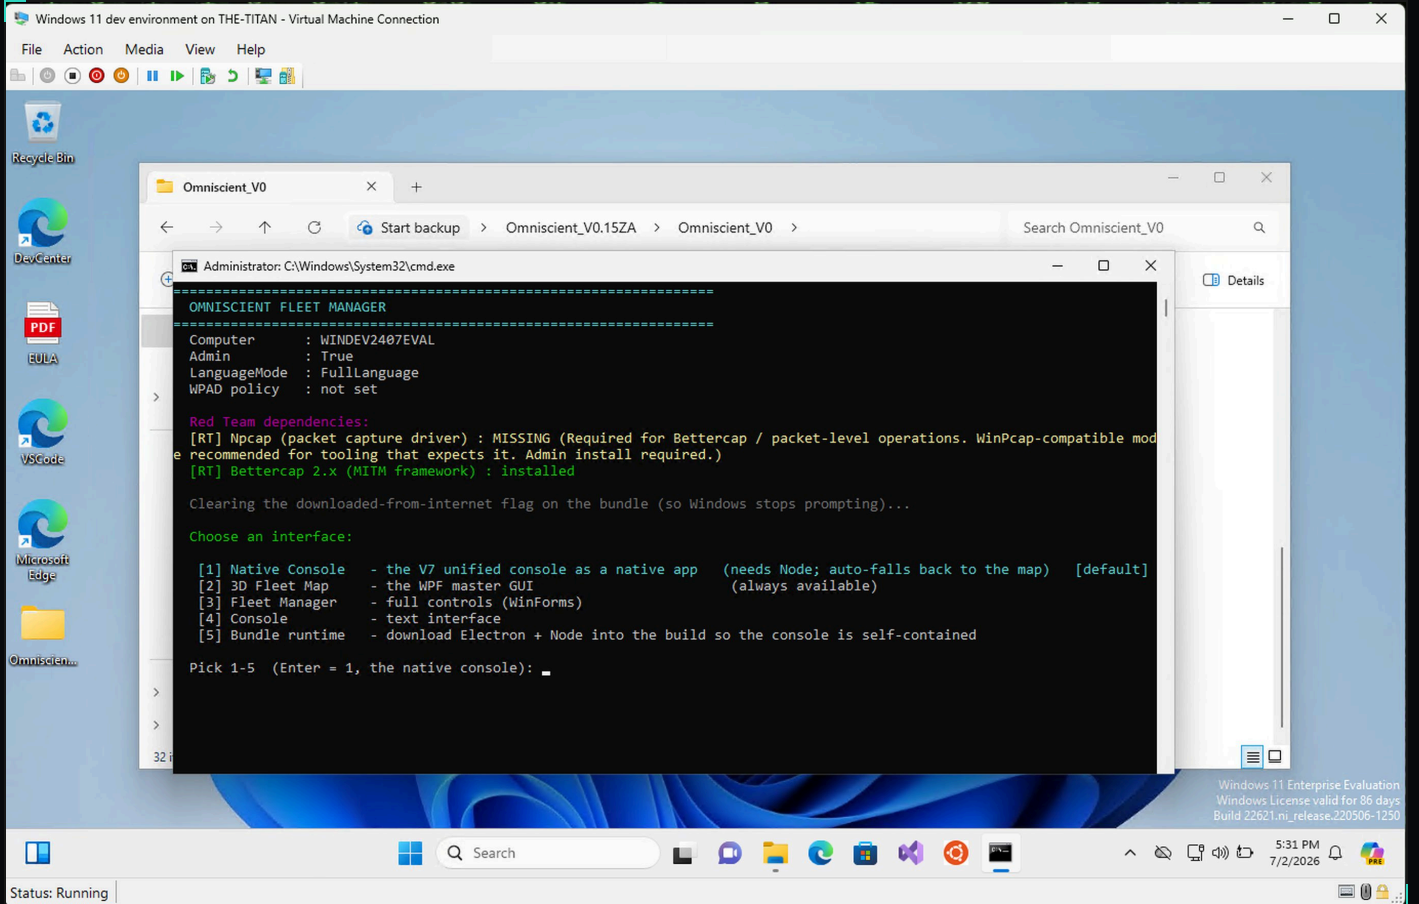 Windows 11 dev environment on THE-TITAN - Virtual Machine Connection
File Action Media View Help
Recycle Bin
DevCenter
PDF
EULA
VSCode
Microsoft
Edge
Omniscien...
Omniscient_V0
Start backup > Omniscient_V0.15ZA > Omniscient_V0 >
Search Omniscient_V0
Details
Administrator: C:\Windows\System32\cmd.exe
==================================================================
OMNISCIENT FLEET MANAGER
==================================================================
Computer : WINDEV2407EVAL
Admin : True
LanguageMode : FullLanguage
WPAD policy : not set
Red Team dependencies:
[RT] Npcap (packet capture driver) : MISSING (Required for Bettercap / packet-level operations. WinPcap-compatible mod
e recommended for tooling that expects it. Admin install required.)
[RT] Bettercap 2.x (MITM framework) : installed
Clearing the downloaded-from-internet flag on the bundle (so Windows stops prompting)...
Choose an interface:
[1] Native Console - the V7 unified console as a native app (needs Node; auto-falls back to the map) [default]
[2] 3D Fleet Map - the WPF master GUI (always available)
[3] Fleet Manager - full controls (WinForms)
[4] Console - text interface
[5] Bundle runtime - download Electron + Node into the build so the console is self-contained
Pick 1-5 (Enter = 1, the native console):
32
Windows 11 Enterprise Evaluation
Windows License valid for 86 days
Build 22621.ni_release.220506-1250
Search
PRE
5:31 PM
7/2/2026
Status: Running